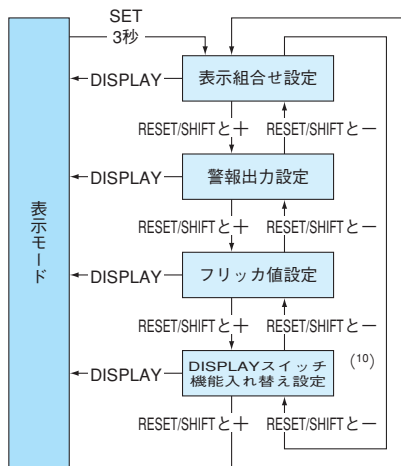 SET
3秒
表示組合せ設定
DISPLAY
RESET/SHIFTと＋
RESET/SHIFTとー
警報出力設定
DISPLAY
RESET/SHIFTと＋
RESET/SHIFTとー
表示モード
フリッカ値設定
DISPLAY
RESET/SHIFTと＋
RESET/SHIFTとー
DISPLAYスイッチ
機能入れ替え設定
(10)
DISPLAY
RESET/SHIFTと＋
RESET/SHIFTとー